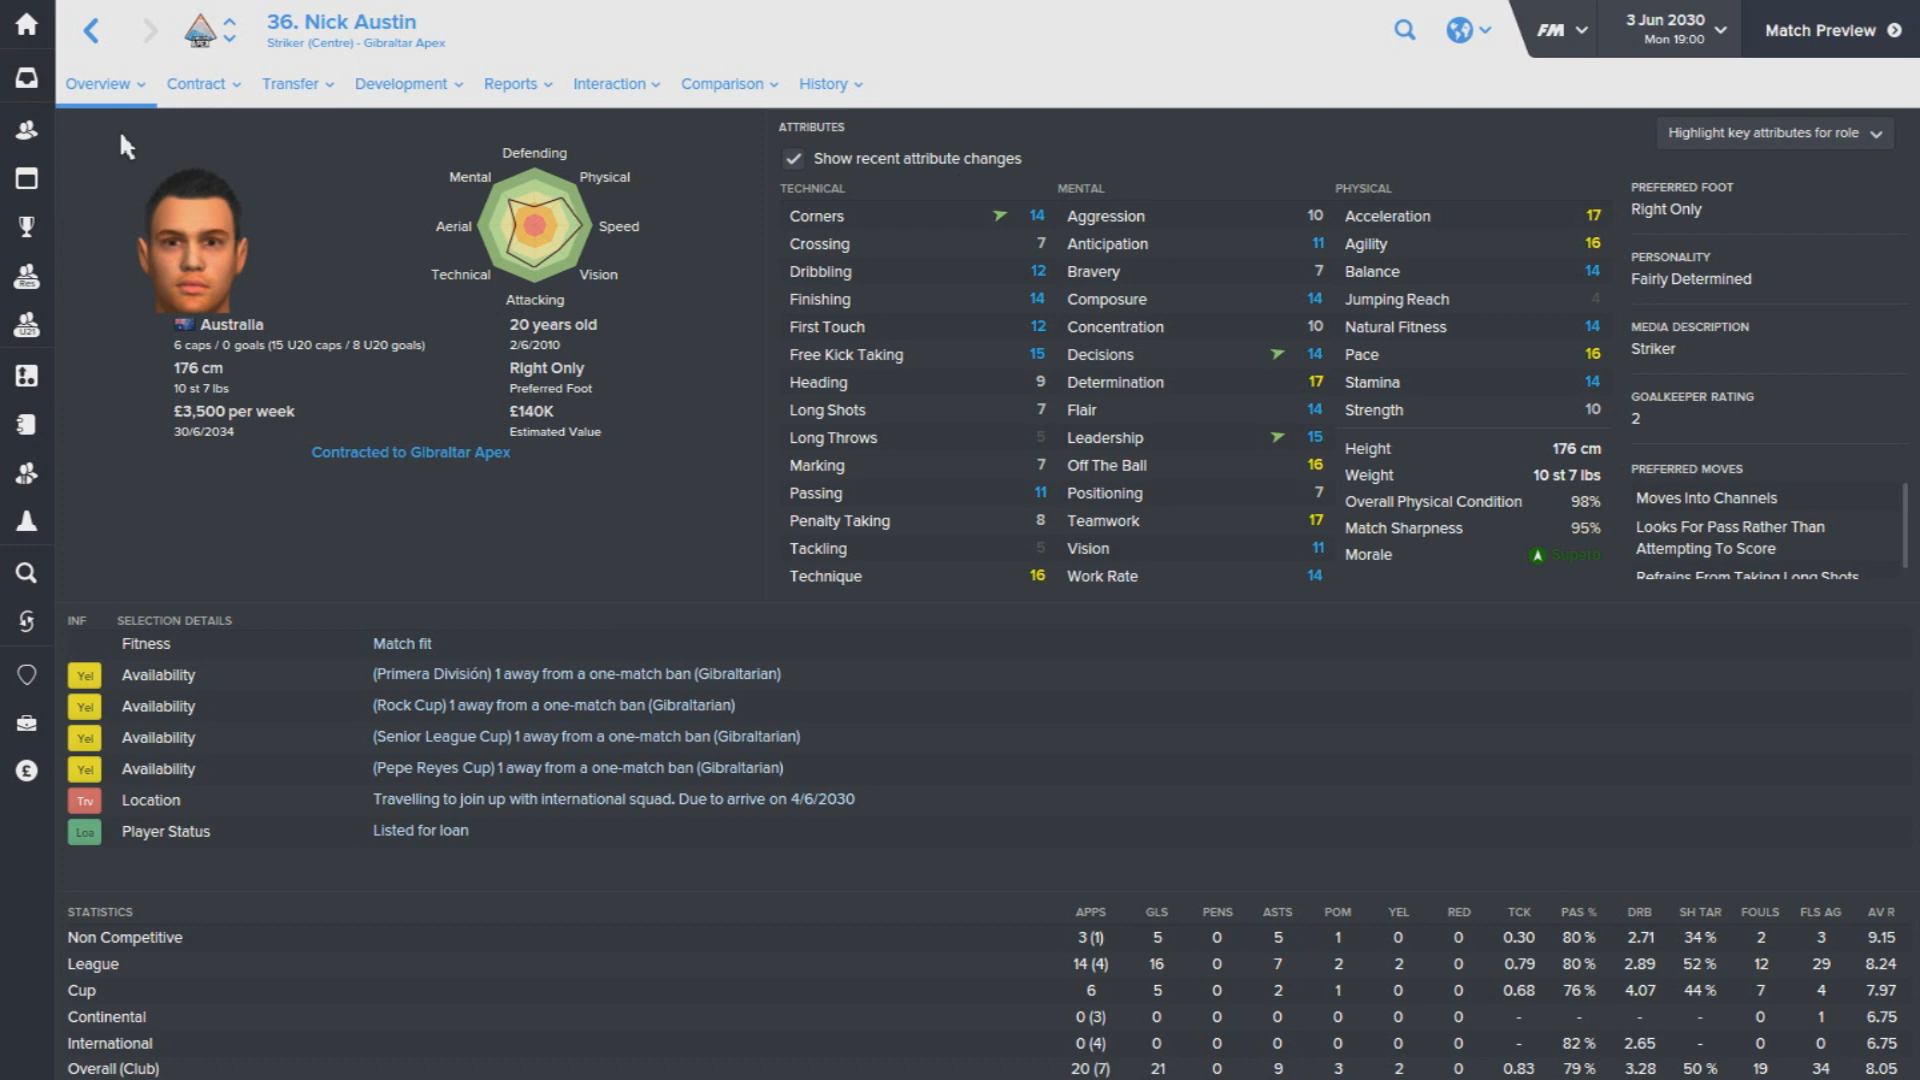 36. Nick Austin
Striker (Centre) - Gibraltar Apex
FM
3 Jun 2030
Mon 19:00
Match Preview
Overview
Contract
Transfer
Development
Reports
Interaction
Comparison
History
Res
U21
Defending
Mental
Physical
Aerial
Speed
Technical
Vision
Attacking
Australia
6 caps / 0 goals (15 U20 caps / 8 U20 goals)
176 cm
10 st 7 lbs
£3,500 per week
30/6/2034
20 years old
2/6/2010
Right Only
Preferred Foot
£140K
Estimated Value
Contracted to Gibraltar Apex
ATTRIBUTES
Highlight key attributes for role
Show recent attribute changes
TECHNICAL MENTAL PHYSICAL
Corners 14 Aggression 10 Acceleration 17
Crossing 7 Anticipation 11 Agility 16
Dribbling 12 Bravery 7 Balance 14
Finishing 14 Composure 14 Jumping Reach 4
First Touch 12 Concentration 10 Natural Fitness 14
Free Kick Taking 15 Decisions 14 Pace 16
Heading 9 Determination 17 Stamina 14
Long Shots 7 Flair 14 Strength 10
Long Throws 5 Leadership 15 Height 176 cm
Marking 7 Off The Ball 16 Weight 10 st 7 lbs
Passing 11 Positioning 7 Overall Physical Condition 98%
Penalty Taking 8 Teamwork 17 Match Sharpness 95%
Tackling 5 Vision 11 Morale Superb
Technique 16 Work Rate 14
PREFERRED FOOT
Right Only
PERSONALITY
Fairly Determined
MEDIA DESCRIPTION
Striker
GOALKEEPER RATING
2
PREFERRED MOVES
Moves Into Channels
Looks For Pass Rather Than
Attempting To Score
Refrains From Taking Long Shots
INF SELECTION DETAILS
Fitness Match fit
Yel Availability (Primera División) 1 away from a one-match ban (Gibraltarian)
Yel Availability (Rock Cup) 1 away from a one-match ban (Gibraltarian)
Yel Availability (Senior League Cup) 1 away from a one-match ban (Gibraltarian)
Yel Availability (Pepe Reyes Cup) 1 away from a one-match ban (Gibraltarian)
Trv Location Travelling to join up with international squad. Due to arrive on 4/6/2030
Loa Player Status Listed for loan
STATISTICS APPS GLS PENS ASTS POM YEL RED TCK PAS % DRB SH TAR FOULS FLS AG AV R
Non Competitive 3 (1) 5 0 5 1 0 0 0.30 80 % 2.71 34 % 2 3 9.15
League 14 (4) 16 0 7 2 2 0 0.79 80 % 2.89 52 % 12 29 8.24
Cup 6 5 0 2 1 0 0 0.68 76 % 4.07 44 % 7 4 7.97
Continental 0 (3) 0 0 0 0 0 0 - - - - 0 1 6.75
International 0 (4) 0 0 0 0 0 0 - 82 % 2.65 - 0 0 6.75
Overall (Club) 20 (7) 21 0 9 3 2 0 0.83 79 % 3.28 50 % 19 34 8.05